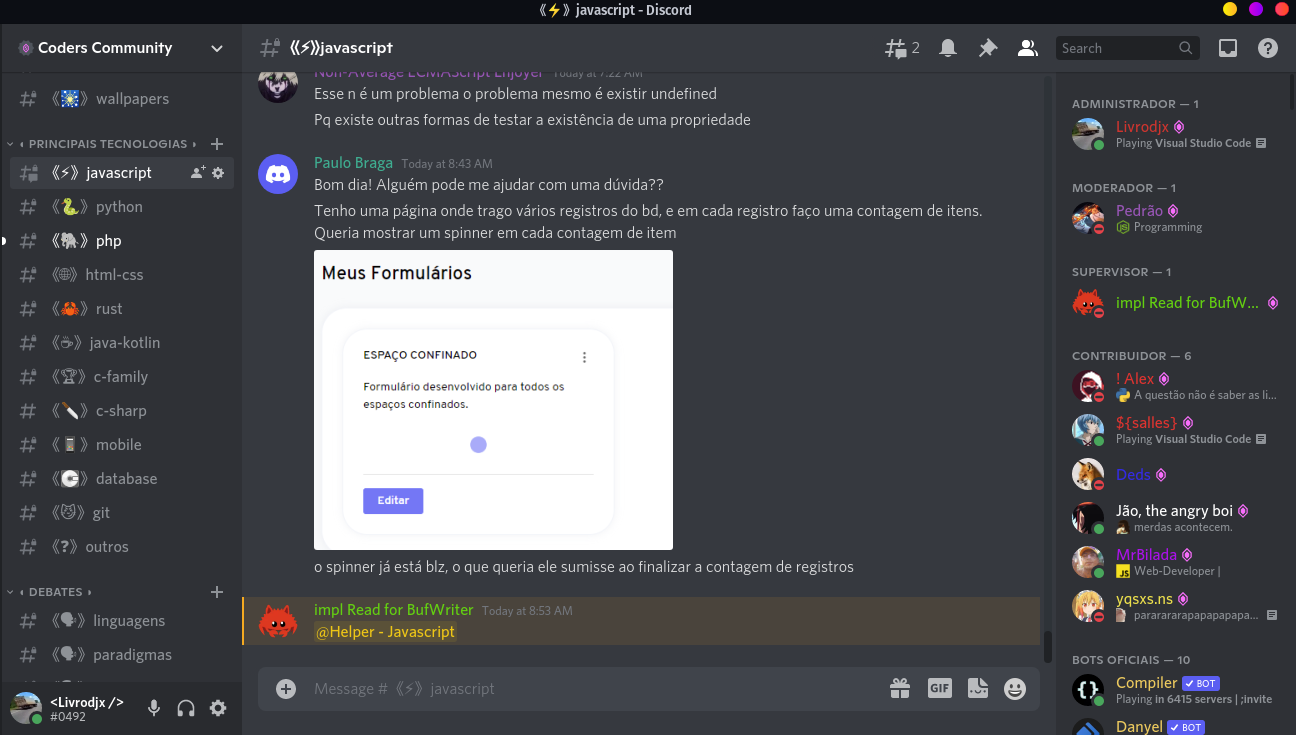 《⚡》javascript - Discord
Coders Community
《⚡》javascript
2
Search
《🎆》 wallpapers
PRINCIPAIS TECNOLOGIAS
《⚡》 javascript
《🐍》 python
《🐘》 php
《🌐》 html-css
《🦀》 rust
《☕》 java-kotlin
《🏆》 c-family
《🔪》 c-sharp
《📱》 mobile
《💽》 database
《😼》 git
《❓》 outros
DEBATES
《🗣》 linguagens
《🗣》 paradigmas
<Livrodjx />
#0492
Non-Average ECMAScript Enjoyer Today at 7:22 AM
Esse n é um problema o problema mesmo é existir undefined
Pq existe outras formas de testar a existência de uma propriedade
Paulo Braga Today at 8:43 AM
Bom dia! Alguém pode me ajudar com uma dúvida??
Tenho uma página onde trago vários registros do bd, e em cada registro faço uma contagem de itens.
Queria mostrar um spinner em cada contagem de item
Meus Formulários
ESPAÇO CONFINADO
Formulário desenvolvido para todos os
espaços confinados.
Editar
o spinner já está blz, o que queria ele sumisse ao finalizar a contagem de registros
impl Read for BufWriter Today at 8:53 AM
@Helper - Javascript
Message # 《⚡》 javascript
GIF
ADMINISTRADOR — 1
Livrodjx
Playing Visual Studio Code
MODERADOR — 1
Pedrão
Programming
SUPERVISOR — 1
impl Read for BufW...
CONTRIBUIDOR — 6
! Alex
A questão não é saber as li...
${salles}
Playing Visual Studio Code
Deds
Jão, the angry boi
merdas acontecem.
MrBilada
JS Web-Developer |
yqsxs.ns
parararaparapapapapa...
BOTS OFICIAIS — 10
Compiler ✔ BOT
Playing in 6415 servers | ;invite
Danyel ✔ BOT